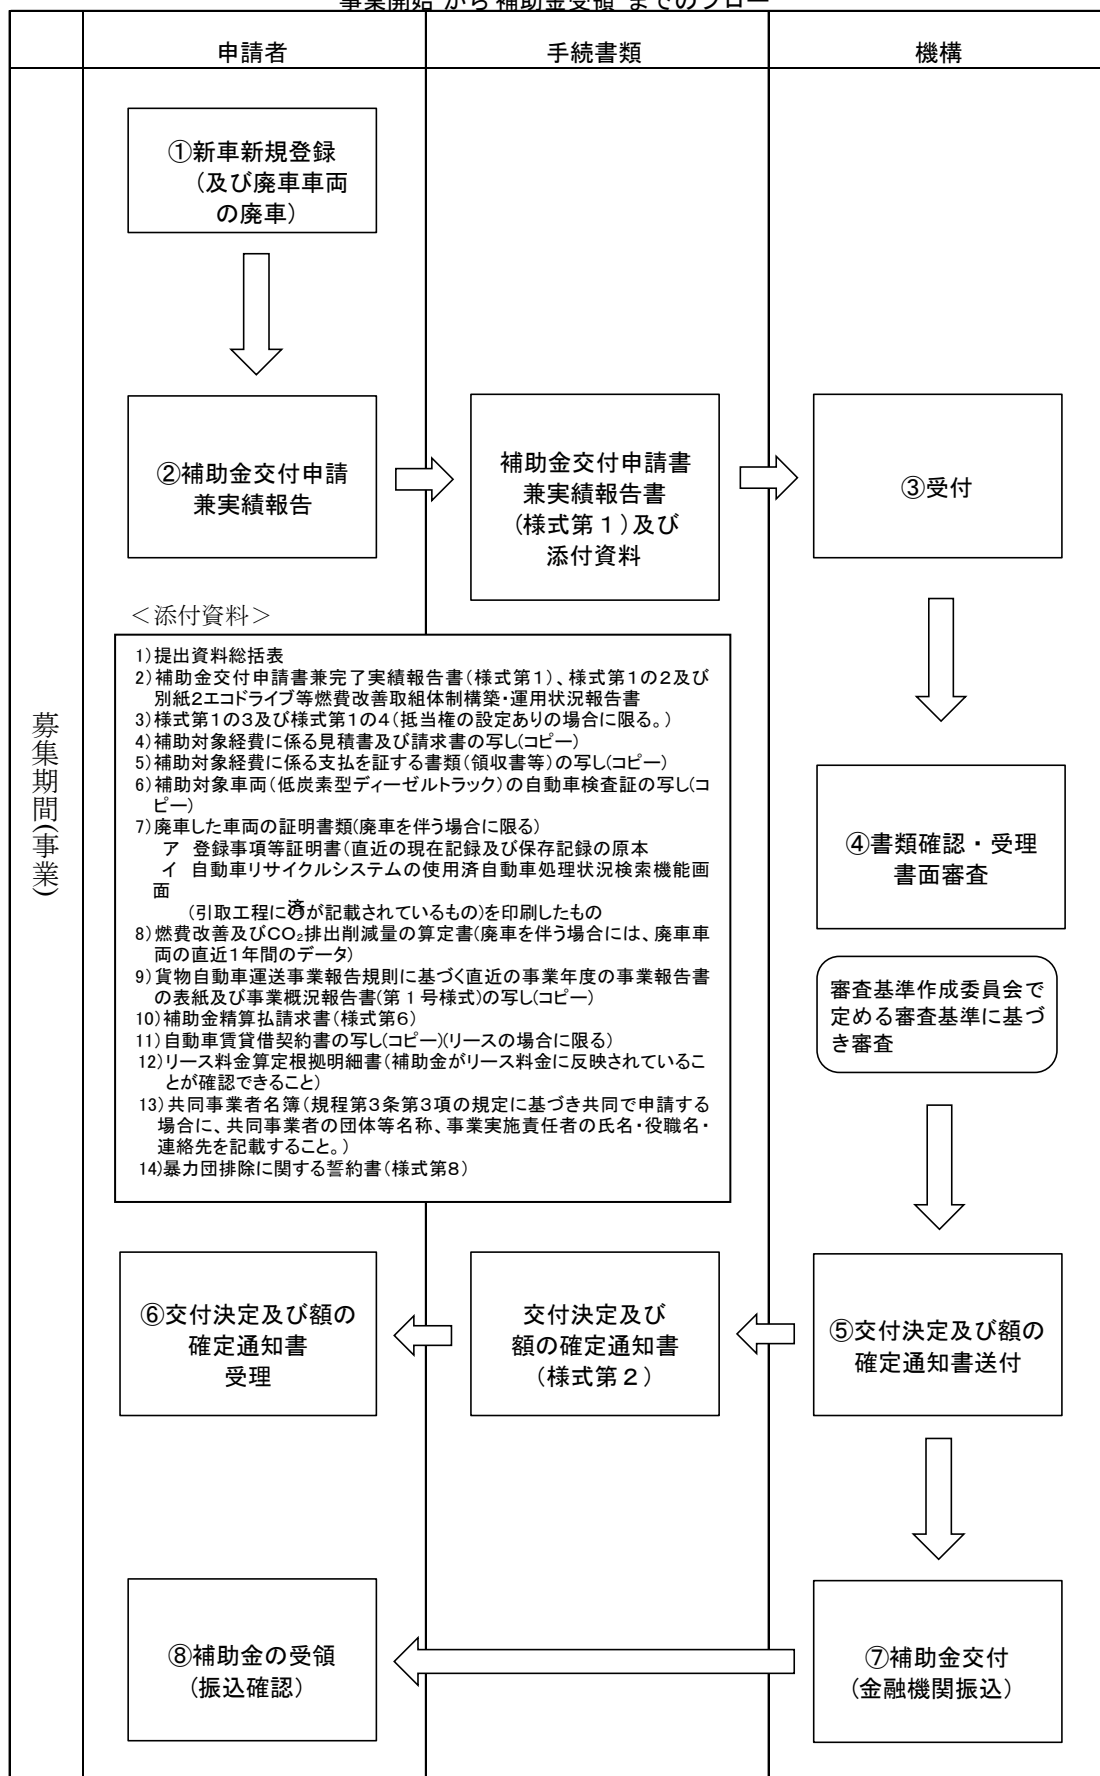 事業開始 から 補助金受領 までのフロー
申請者
手続書類
機構
募集期間(事業)
①新車新規登録
(及び廃車車両
の廃車)
②補助金交付申請
兼実績報告
補助金交付申請書
兼実績報告書
(様式第１)及び
添付資料
③受付
＜添付資料＞
1)提出資料総括表
2)補助金交付申請書兼完了実績報告書(様式第1)、様式第1の2及び
別紙2エコドライブ等燃費改善取組体制構築・運用状況報告書
3)様式第1の3及び様式第1の4(抵当権の設定ありの場合に限る。)
4)補助対象経費に係る見積書及び請求書の写し(コピー)
5)補助対象経費に係る支払を証する書類(領収書等)の写し(コピー)
6)補助対象車両(低炭素型ディーゼルトラック)の自動車検査証の写し(コ
ピー)
7)廃車した車両の証明書類(廃車を伴う場合に限る)
ア 登録事項等証明書(直近の現在記録及び保存記録の原本
イ 自動車リサイクルシステムの使用済自動車処理状況検索機能画
面
(引取工程に済が記載されているもの)を印刷したもの
8)燃費改善及びCO₂排出削減量の算定書(廃車を伴う場合には、廃車車
両の直近1年間のデータ)
9)貨物自動車運送事業報告規則に基づく直近の事業年度の事業報告書
の表紙及び事業概況報告書(第１号様式)の写し(コピー)
10)補助金精算払請求書(様式第6)
11)自動車賃貸借契約書の写し(コピー)(リースの場合に限る)
12)リース料金算定根拠明細書(補助金がリース料金に反映されているこ
とが確認できること)
13)共同事業者名簿(規程第3条第3項の規定に基づき共同で申請する
場合に、共同事業者の団体等名称、事業実施責任者の氏名・役職名・
連絡先を記載すること。)
14)暴力団排除に関する誓約書(様式第8)
④書類確認・受理
書面審査
審査基準作成委員会で
定める審査基準に基づ
き審査
⑥交付決定及び額の
確定通知書
受理
交付決定及び
額の確定通知書
(様式第２)
⑤交付決定及び額の
確定通知書送付
⑧補助金の受領
(振込確認)
⑦補助金交付
(金融機関振込)